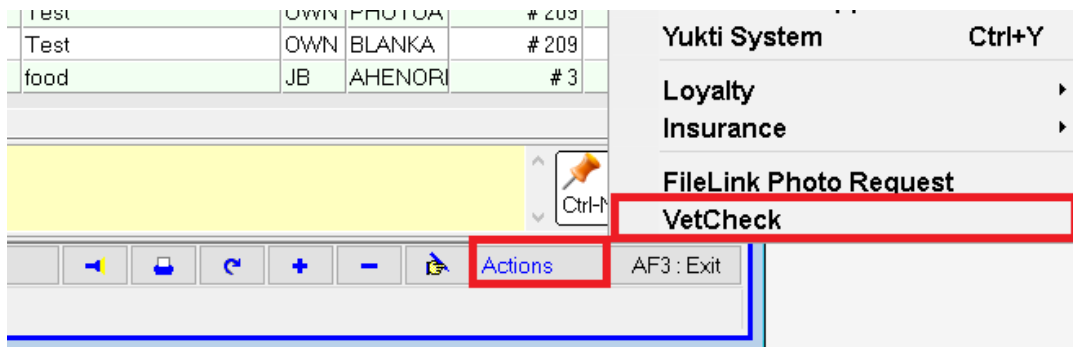 Test OWN PHOTOA # 209
Test OWN BLANKA # 209
food JB AHENORI # 3
Yukti System Ctrl+Y
Loyalty
Insurance
FileLink Photo Request
VetCheck
Ctrl-N
Actions
AF3 : Exit